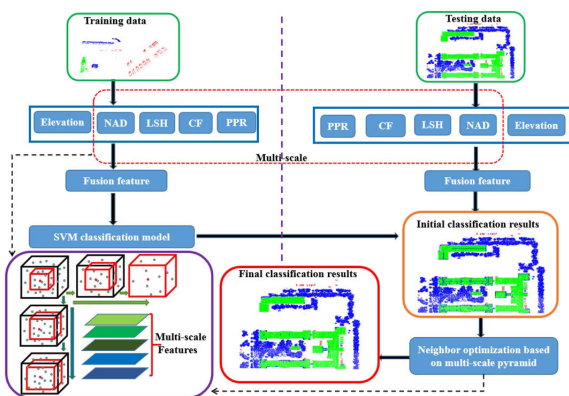 Training data
Testing data
Elevation
NAD
LSH
CF
PPR
PPR
CF
LSH
NAD
Elevation
Multi-scale
Fusion feature
Fusion feature
SVM classification model
Initial classification results
Final classification results
Multi-scale
Features
Neighbor optimization based
on multi-scale pyramid